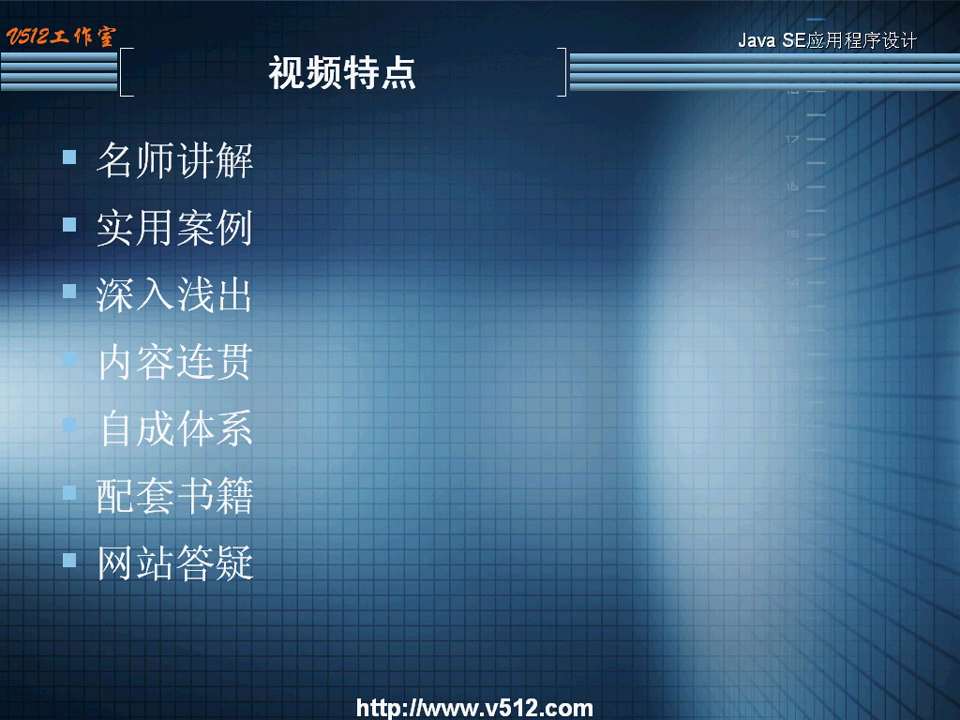 V512工作室
Java SE应用程序设计
视频特点
名师讲解
实用案例
深入浅出
内容连贯
自成体系
配套书籍
网站答疑
http://www.v512.com